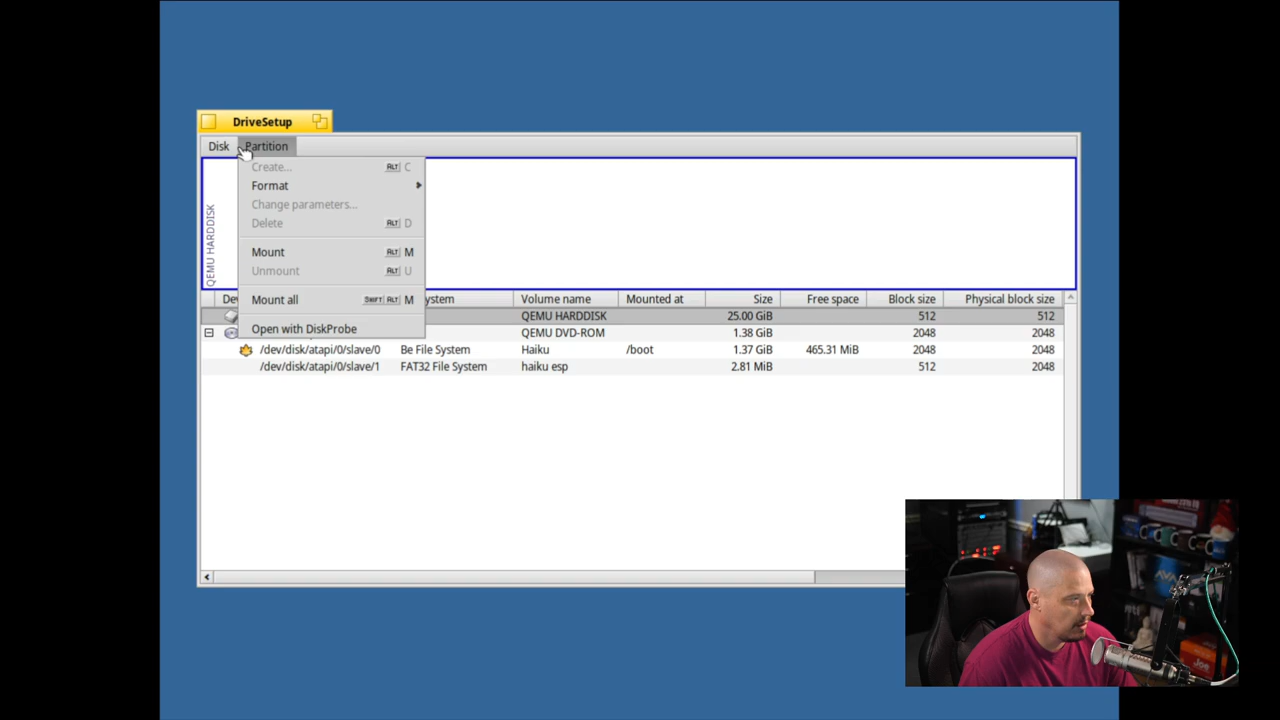 DriveSetup
Disk Partition
Create... ALT C
Format
Change parameters...
Delete ALT D
Mount ALT M
Unmount ALT U
Mount all SHIFT ALT M
Open with DiskProbe
QEMU HARDDISK
De ystem Volume name Mounted at Size Free space Block size Physical block size
QEMU HARDDISK 25.00 GiB 512 512
QEMU DVD-ROM 1.38 GiB 2048 2048
/dev/disk/atapi/0/slave/0 Be File System Haiku /boot 1.37 GiB 465.31 MiB 2048 2048
/dev/disk/atapi/0/slave/1 FAT32 File System haiku esp 2.81 MiB 512 2048